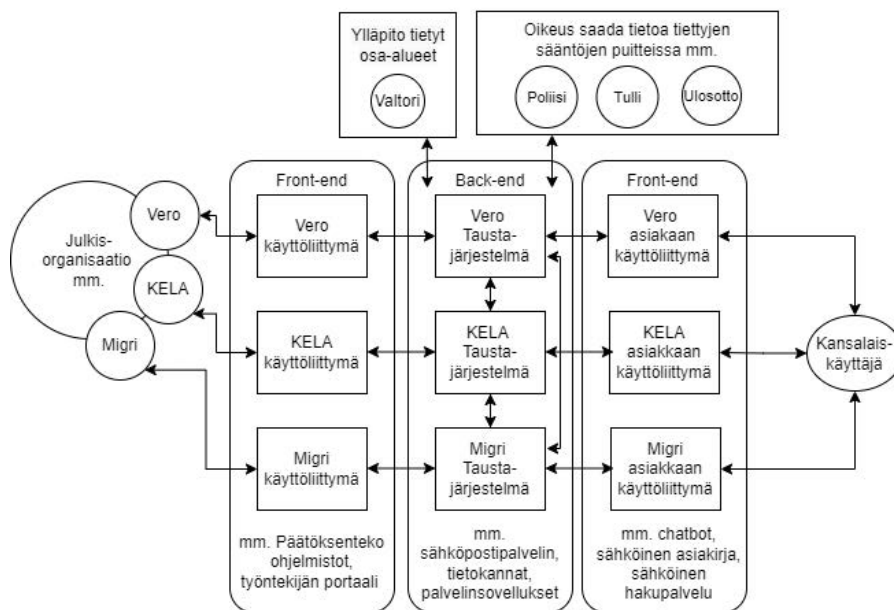 Ylläpito tietyt
osa-alueet
Valtori
Oikeus saada tietoa tiettyjen
sääntöjen puitteissa mm.
Poliisi
Tulli
Ulosotto
Julkis-
organisaatio
mm.
Vero
KELA
Migri
Front-end
Vero
käyttöliittymä
KELA
käyttöliittymä
Migri
käyttöliittymä
mm. Päätöksenteko
ohjelmistot,
työntekijän portaali
Back-end
Vero
Tausta-
järjestelmä
KELA
Tausta-
järjestelmä
Migri
Tausta-
järjestelmä
mm.
sähköpostipalvelin,
tietokannat,
palvelinsovellukset
Front-end
Vero
asiakaan
käyttöliittymä
KELA
asiakkaan
käyttöliittymä
Migri
asiakkaan
käyttöliittymä
mm. chatbot,
sähköinen asiakirja,
sähköinen
hakupalvelu
Kansalais-
käyttäjä